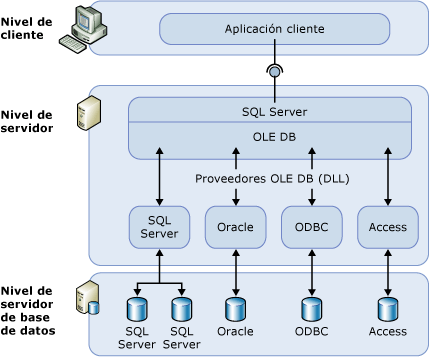 Nivel de
cliente
Aplicación cliente
Nivel de
servidor
SQL Server
OLE DB
Proveedores OLE DB (DLL)
SQL
Server
Oracle
ODBC
Access
Nivel de
servidor
de base
de datos
SQL
Server
SQL
Server
Oracle
ODBC
Access